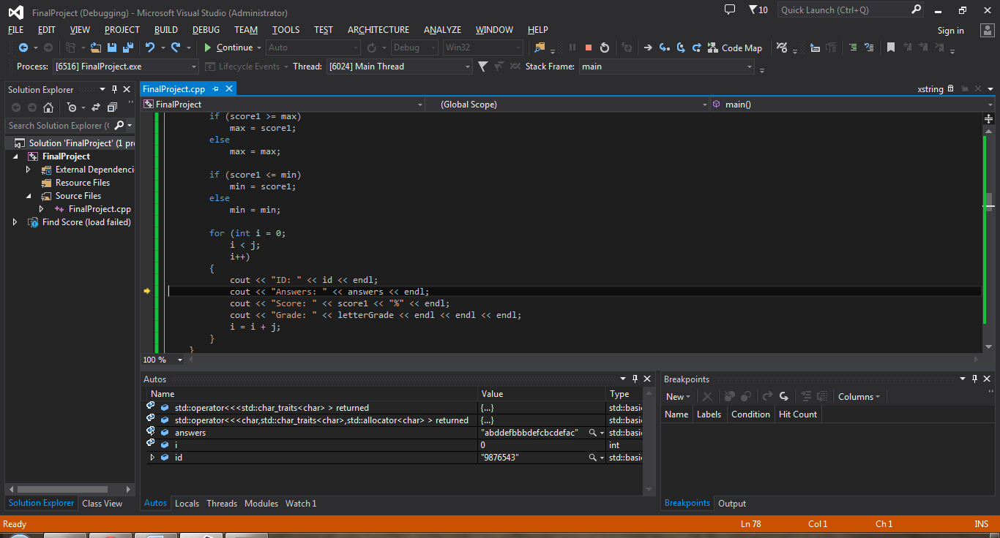 FinalProject (Debugging) - Microsoft Visual Studio (Administrator)
10
Quick Launch (Ctrl+Q)
FILE EDIT VIEW PROJECT BUILD DEBUG TEAM TOOLS TEST ARCHITECTURE ANALYZE WINDOW HELP
Sign in
Continue Auto Debug Win32 Code Map
Process: [6516] FinalProject.exe Lifecycle Events Thread: [6024] Main Thread Stack Frame: main
Solution Explorer
Search Solution Explorer (
Solution 'FinalProject' (1 pr
FinalProject
External Dependenci
Resource Files
Source Files
FinalProject.cpp
Find Score (load failed)
Solution Explorer Class View
FinalProject.cpp
xstring
FinalProject (Global Scope) main()
if (score1 >= max)
max = score1;
else
max = max;
if (score1 <= min)
min = score1;
else
min = min;
for (int i = 0;
i < j;
i++)
{
cout << "ID: " << id << endl;
cout << "Answers: " << answers << endl;
cout << "Score: " << score1 << "%" << endl;
cout << "Grade: " << letterGrade << endl << endl << endl;
i = i + j;
}
}
100 %
Autos
Name Value Type
std::operator<<<std::char_traits<char> > returned {...} std::basi
std::operator<<<char,std::char_traits<char>,std::allocator<char> > returned {...} std::basi
answers "abddefbbbdefcbcdefac" std::basi
i 0 int
id "9876543" std::basi
Autos Locals Threads Modules Watch 1
Breakpoints
New Columns
Name Labels Condition Hit Count
Breakpoints Output
Ready Ln 78 Col 1 Ch 1 INS